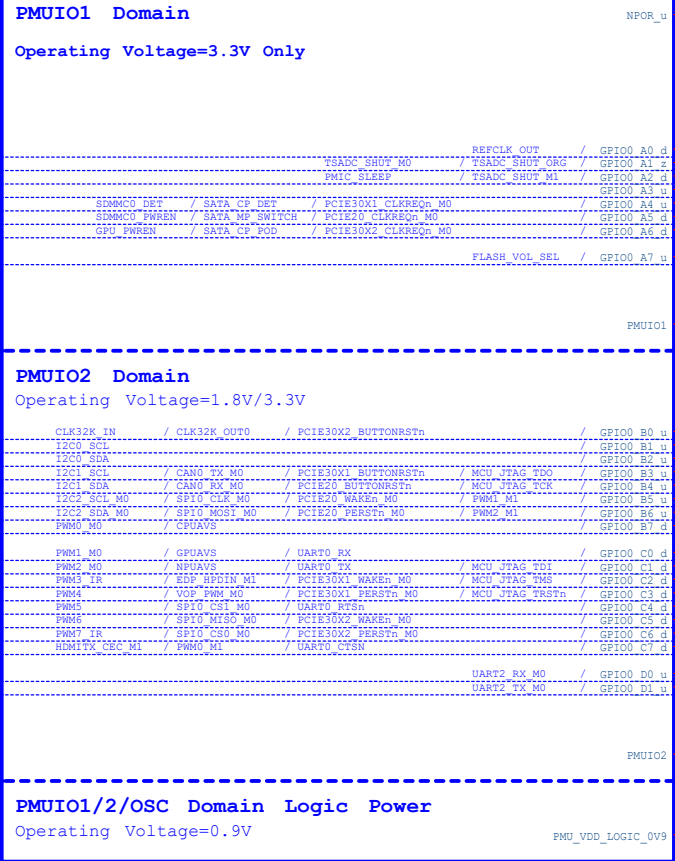 PMUIO1 Domain NPOR_u
Operating Voltage=3.3V Only
REFCLK_OUT / GPIO0_A0_d
TSADC_SHUT_M0 / TSADC_SHUT_ORG / GPIO0_A1_z
PMIC_SLEEP / TSADC_SHUT_M1 / GPIO0_A2_d
GPIO0_A3_u
SDMMC0_DET / SATA_CP_DET / PCIE30X1_CLKREQn_M0 / GPIO0_A4_u
SDMMC0_PWREN / SATA_MP_SWITCH / PCIE20_CLKREQn_M0 / GPIO0_A5_d
GPU_PWREN / SATA_CP_POD / PCIE30X2_CLKREQn_M0 / GPIO0_A6_d
FLASH_VOL_SEL / GPIO0_A7_u
PMUIO1
PMUIO2 Domain
Operating Voltage=1.8V/3.3V
CLK32K_IN / CLK32K_OUT0 / PCIE30X2_BUTTONRSTn / GPIO0_B0_u
I2C0_SCL / GPIO0_B1_u
I2C0_SDA / GPIO0_B2_u
I2C1_SCL / CAN0_TX_M0 / PCIE30X1_BUTTONRSTn / MCU_JTAG_TDO / GPIO0_B3_u
I2C1_SDA / CAN0_RX_M0 / PCIE20_BUTTONRSTn / MCU_JTAG_TCK / GPIO0_B4_u
I2C2_SCL_M0 / SPI0_CLK_M0 / PCIE20_WAKEn_M0 / PWM1_M1 / GPIO0_B5_u
I2C2_SDA_M0 / SPI0_MOSI_M0 / PCIE20_PERSTn_M0 / PWM2_M1 / GPIO0_B6_u
PWM0_M0 / CPUAVS / GPIO0_B7_d
PWM1_M0 / GPUAVS / UART0_RX / GPIO0_C0_d
PWM2_M0 / NPUAVS / UART0_TX / MCU_JTAG_TDI / GPIO0_C1_d
PWM3_IR / EDP_HPDIN_M1 / PCIE30X1_WAKEn_M0 / MCU_JTAG_TMS / GPIO0_C2_d
PWM4 / VOP_PWM_M0 / PCIE30X1_PERSTn_M0 / MCU_JTAG_TRSTn / GPIO0_C3_d
PWM5 / SPI0_CS1_M0 / UART0_RTSn / GPIO0_C4_d
PWM6 / SPI0_MISO_M0 / PCIE30X2_WAKEn_M0 / GPIO0_C5_d
PWM7_IR / SPI0_CS0_M0 / PCIE30X2_PERSTn_M0 / GPIO0_C6_d
HDMITX_CEC_M1 / PWM0_M1 / UART0_CTSN / GPIO0_C7_d
UART2_RX_M0 / GPIO0_D0_u
UART2_TX_M0 / GPIO0_D1_u
PMUIO2
PMUIO1/2/OSC Domain Logic Power
Operating Voltage=0.9V PMU_VDD_LOGIC_0V9